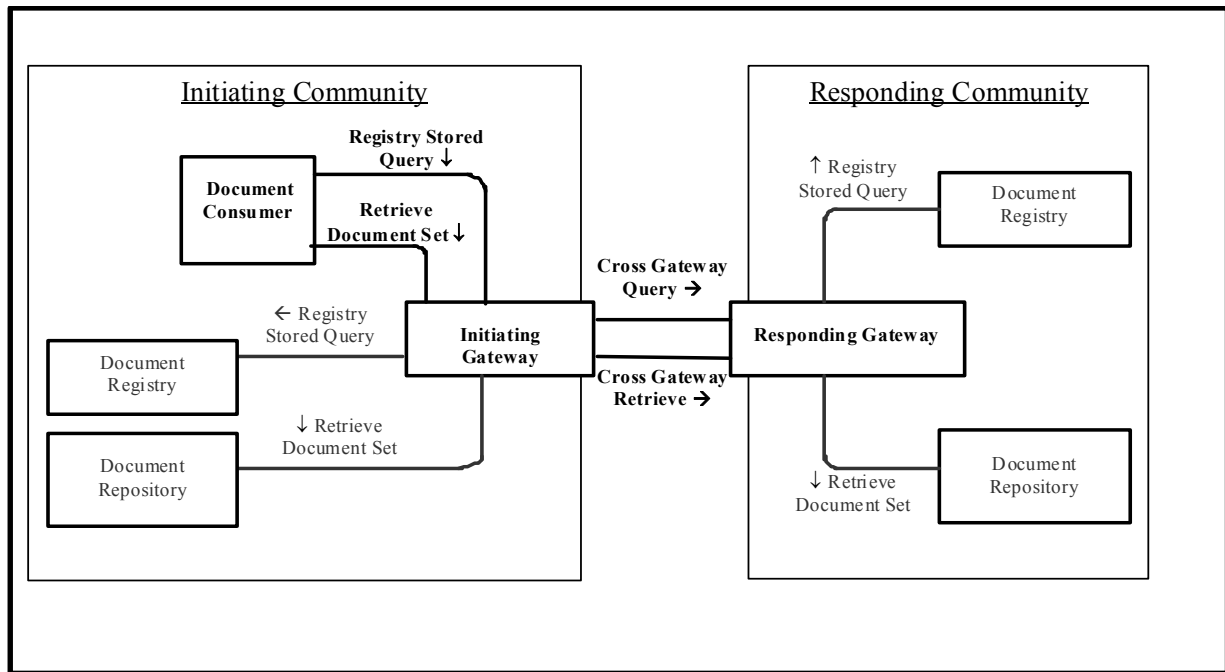 Initiating Community
Registry Stored
Query ↓
Document
Consumer
Retrieve
Document Set ↓
← Registry
Stored Query
Initiating
Gateway
Document
Registry
↓ Retrieve
Document Set
Document
Repository
Cross Gateway
Query →
Cross Gateway
Retrieve →
Responding Community
↑ Registry
Stored Query
Document
Registry
Responding Gateway
↓ Retrieve
Document Set
Document
Repository